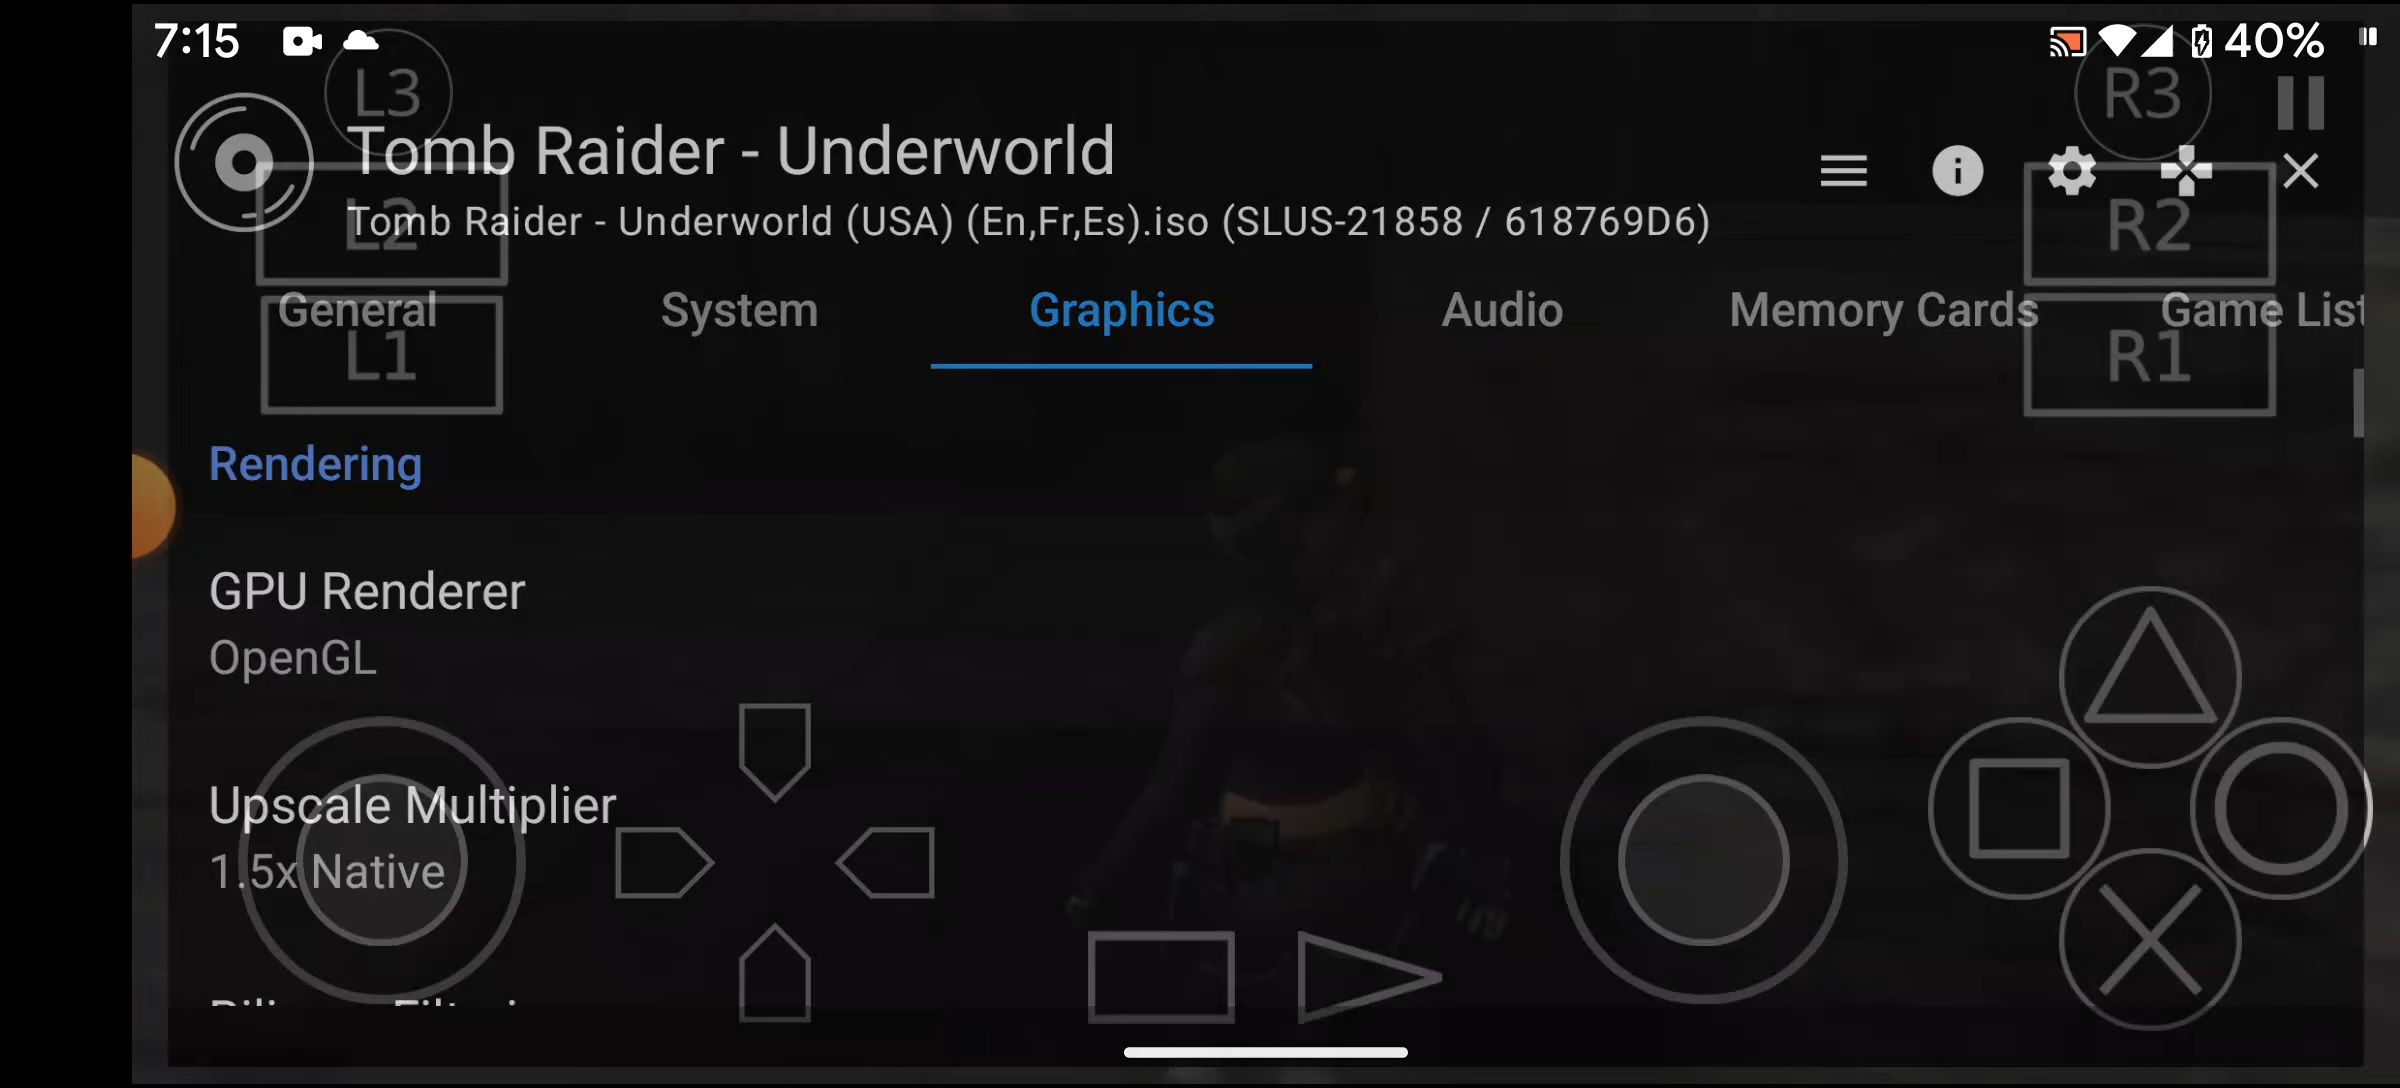 7:15
40%
L3
R3
Tomb Raider - Underworld
L2
Tomb Raider - Underworld (USA) (En,Fr,Es).iso (SLUS-21858 / 618769D6)
R2
General
System
Graphics
Audio
Memory Cards
Game List
L1
R1
Rendering
GPU Renderer
OpenGL
Upscale Multiplier
1.5x Native